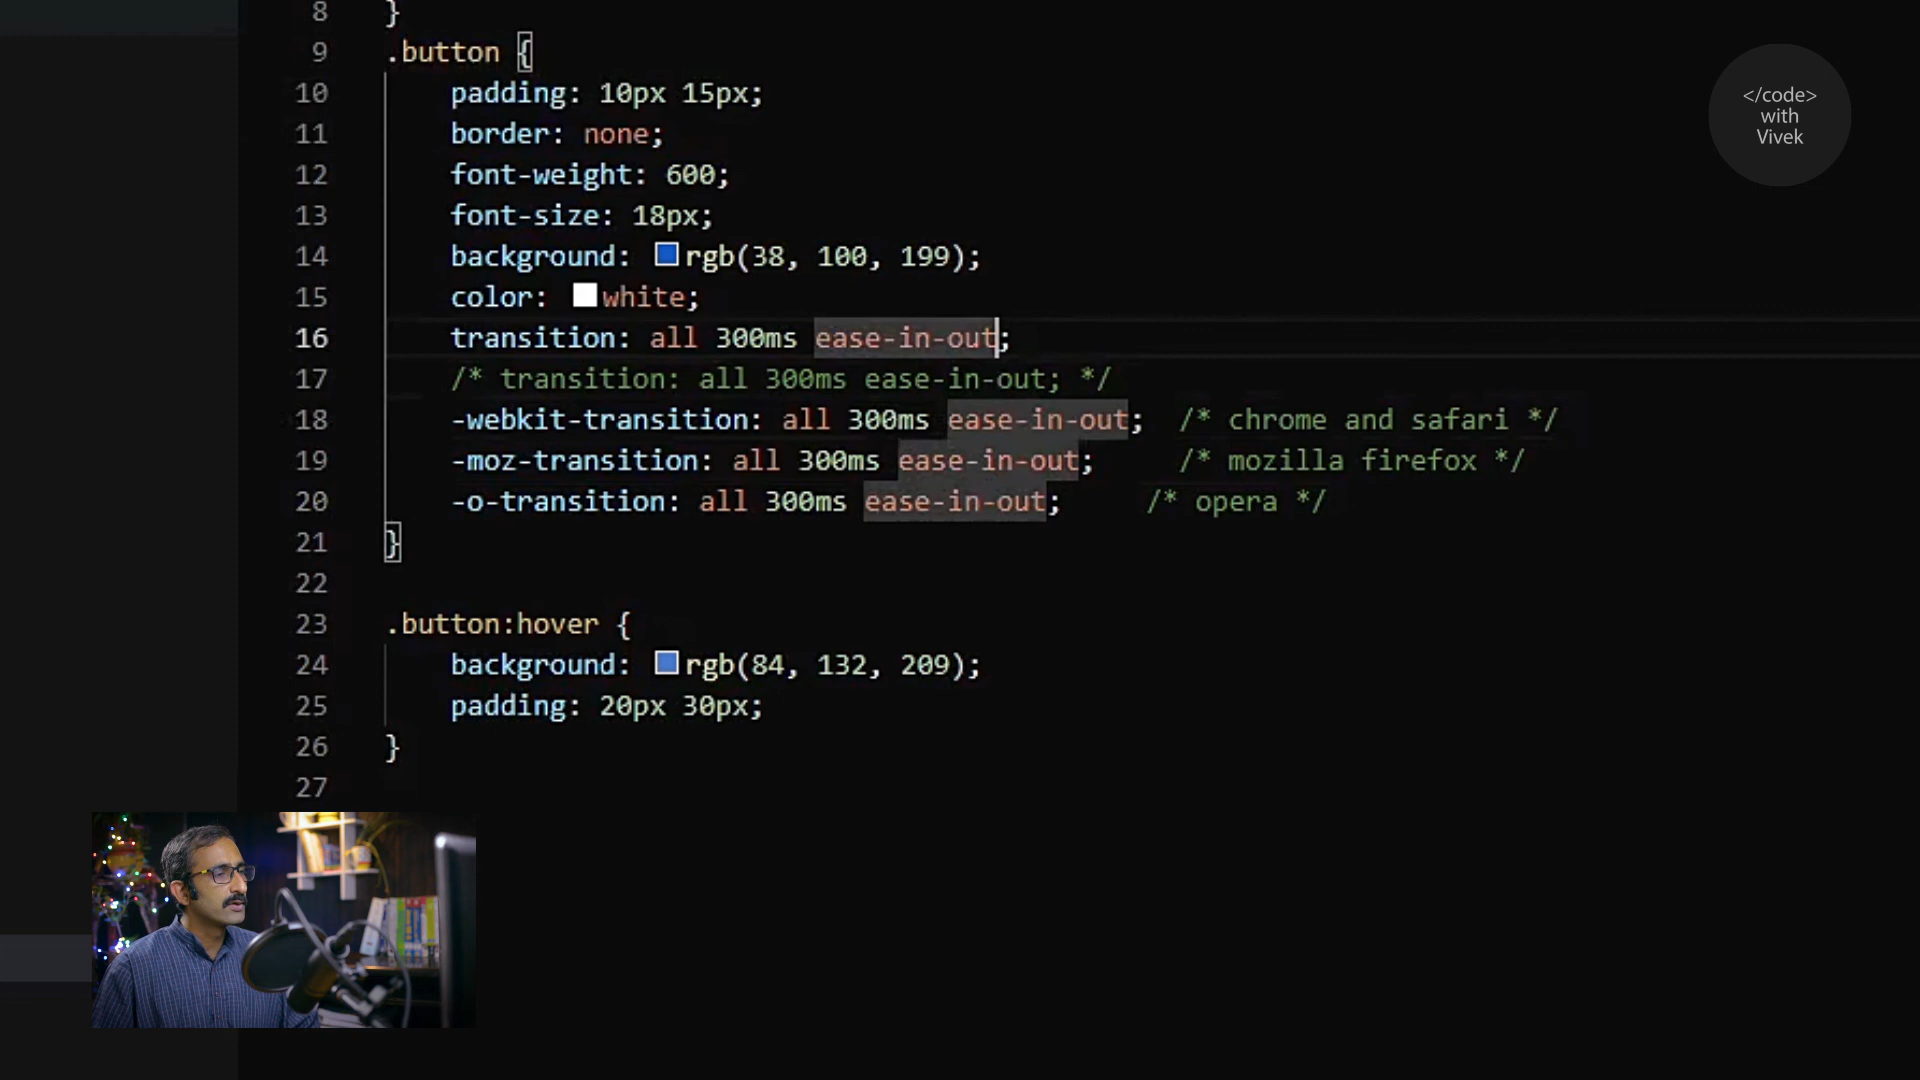 8 }
9 .button {
10 padding: 10px 15px;
11 border: none;
12 font-weight: 600;
13 font-size: 18px;
14 background: rgb(38, 100, 199);
15 color: white;
16 transition: all 300ms ease-in-out;
17 /* transition: all 300ms ease-in-out; */
18 -webkit-transition: all 300ms ease-in-out; /* chrome and safari */
19 -moz-transition: all 300ms ease-in-out; /* mozilla firefox */
20 -o-transition: all 300ms ease-in-out; /* opera */
21 }
22
23 .button:hover {
24 background: rgb(84, 132, 209);
25 padding: 20px 30px;
26 }
27
</code>
with
Vivek